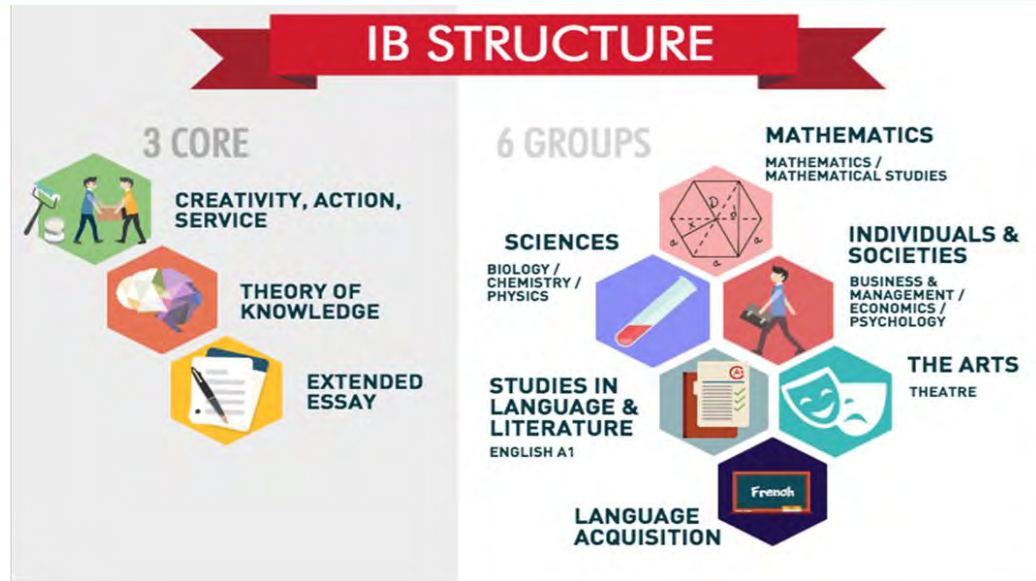 IB STRUCTURE
3 CORE
CREATIVITY, ACTION,
SERVICE
THEORY OF
KNOWLEDGE
EXTENDED
ESSAY
6 GROUPS
MATHEMATICS
MATHEMATICS /
MATHEMATICAL STUDIES
SCIENCES
BIOLOGY /
CHEMISTRY /
PHYSICS
INDIVIDUALS &
SOCIETIES
BUSINESS &
MANAGEMENT /
ECONOMICS /
PSYCHOLOGY
STUDIES IN
LANGUAGE &
LITERATURE
ENGLISH A1
THE ARTS
THEATRE
LANGUAGE
ACQUISITION
French
A+
D
d
x
a
a
a